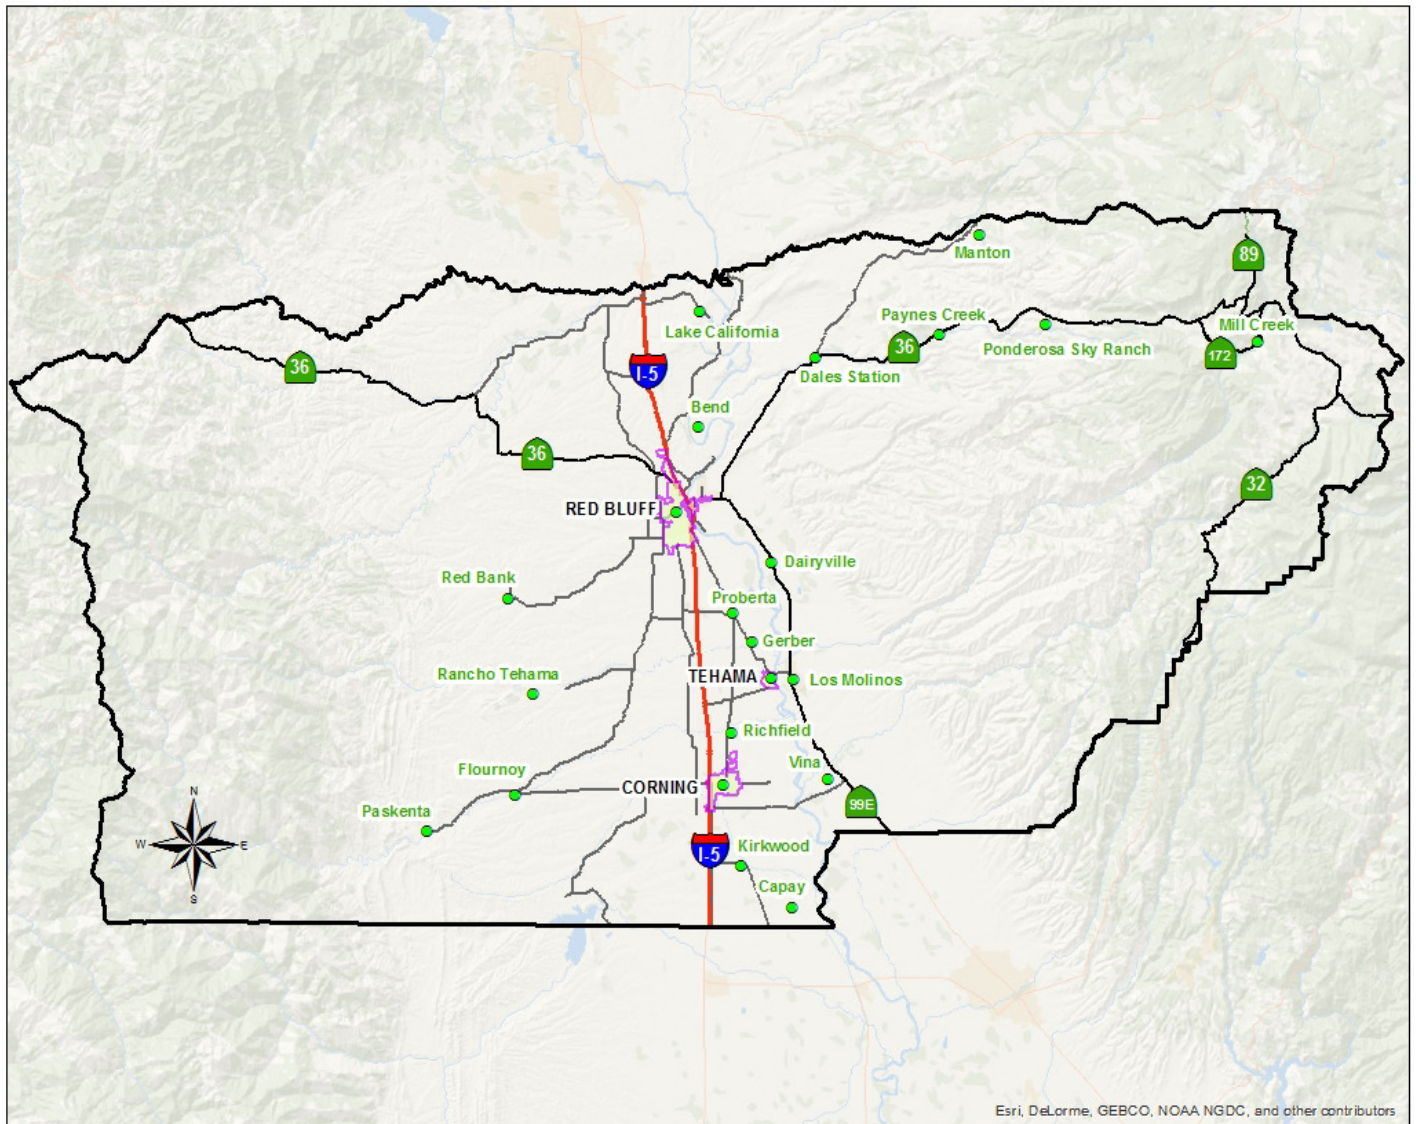 Manton
89
Lake California
Paynes Creek
36
Ponderosa Sky Ranch
Mill Creek
172
36
I-5
Dales Station
Bend
36
32
RED BLUFF
Dairyville
Red Bank
Proberta
Gerber
Rancho Tehama
TEHAMA
Los Molinos
Richfield
Flournoy
Vina
CORNING
99E
Paskenta
N
W
E
S
I-5
Kirkwood
Capay
Esri, DeLorme, GEBCO, NOAA NGDC, and other contributors